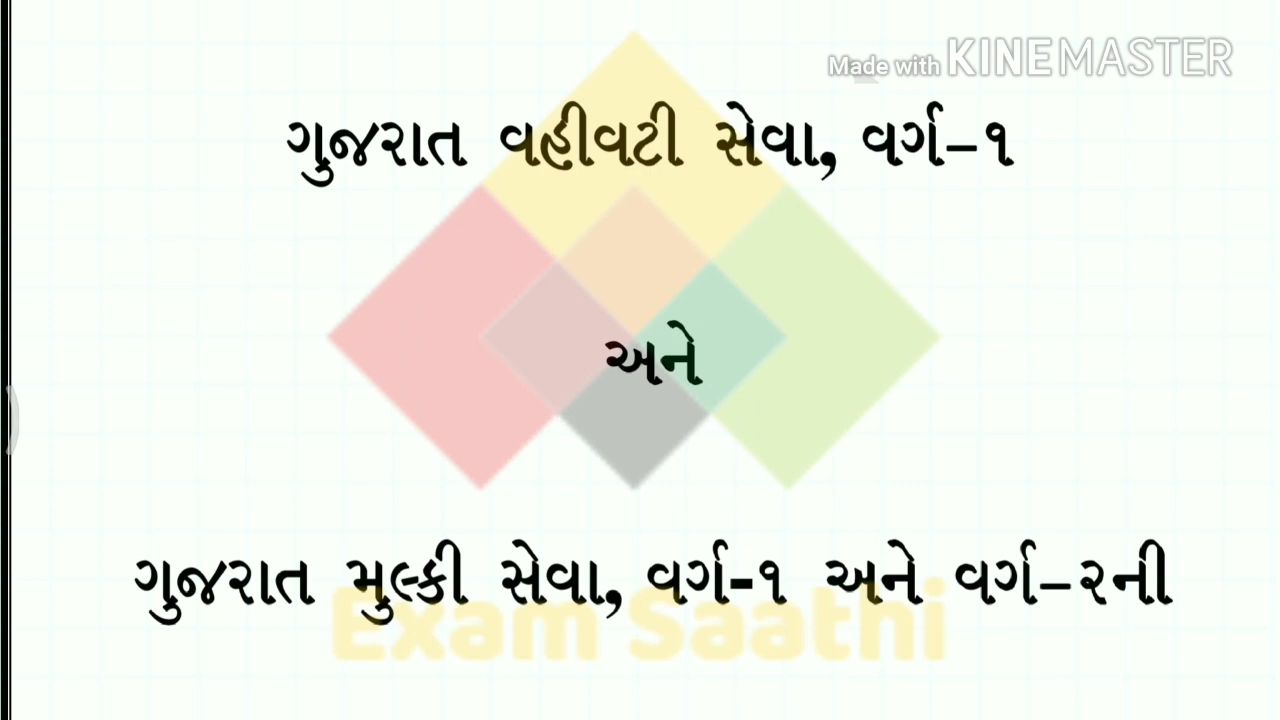 Made with KINEMASTER
ગુજરાત વહીવટી સેવા, વર્ગ–૧
અને
ગુજરાત મુલ્કી સેવા, વર્ગ-૧ અને વર્ગ–૨ની
Exam Saathi